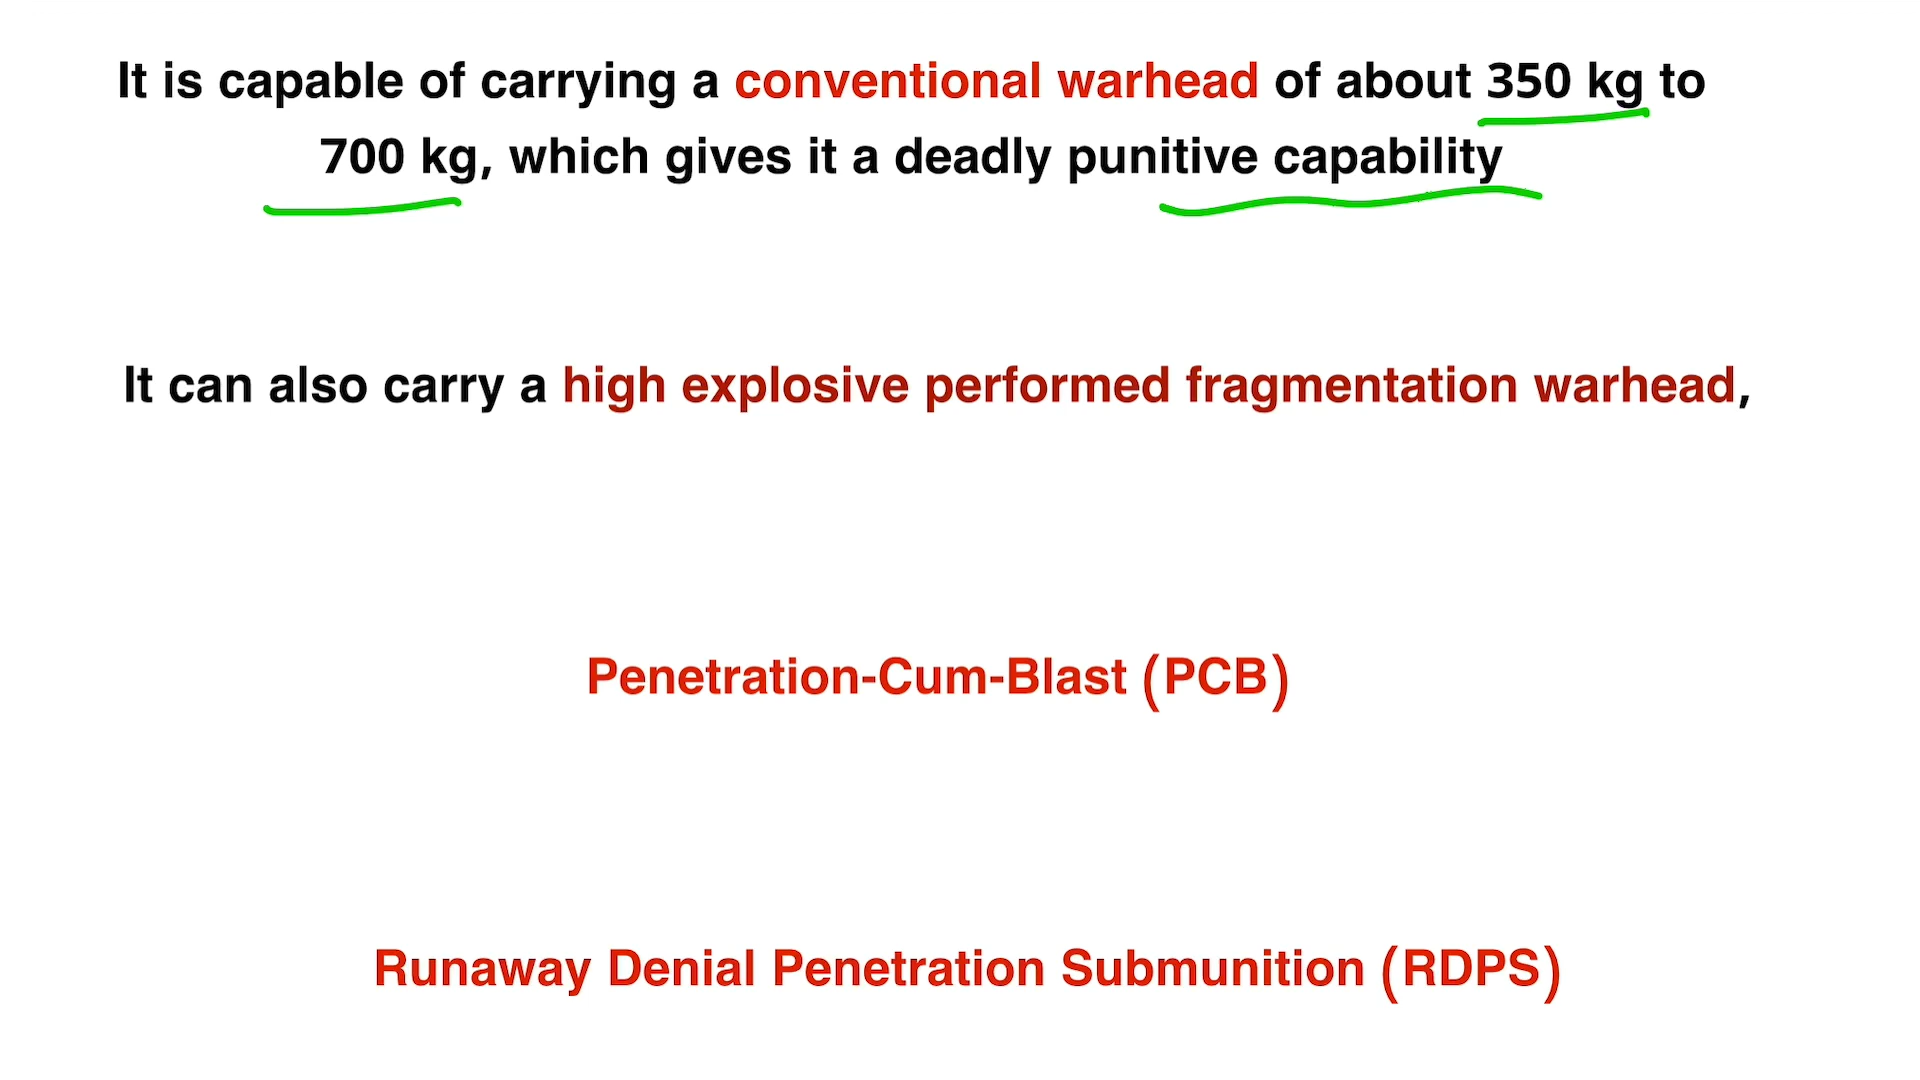 It is capable of carrying a conventional warhead of about 350 kg to
700 kg, which gives it a deadly punitive capability
It can also carry a high explosive performed fragmentation warhead,
Penetration-Cum-Blast (PCB)
Runaway Denial Penetration Submunition (RDPS)